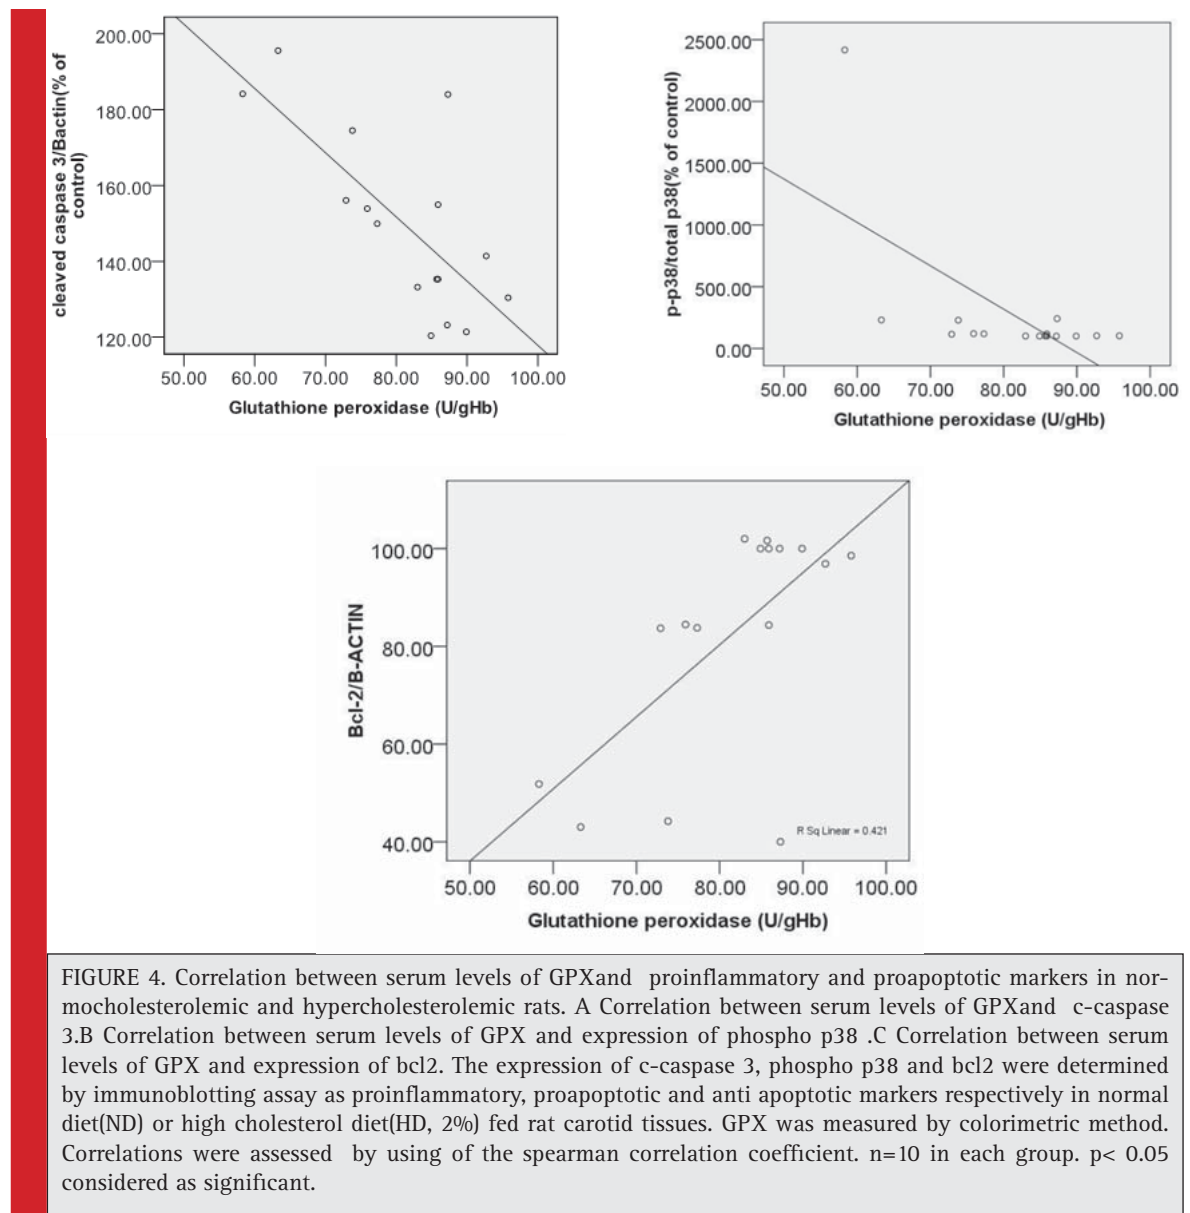 cleaved caspase 3/Bactin(% of
control)
200.00
180.00
160.00
140.00
120.00
50.00 60.00 70.00 80.00 90.00 100.00
Glutathione peroxidase (U/gHb)
p-p38/total p38(% of control)
2500.00
2000.00
1500.00
1000.00
500.00
0.00
50.00 60.00 70.00 80.00 90.00 100.00
Glutathione peroxidase (U/gHb)
Bcl-2/B-ACTIN
100.00
80.00
60.00
40.00
R Sq Linear = 0.421
50.00 60.00 70.00 80.00 90.00 100.00
Glutathione peroxidase (U/gHb)
FIGURE 4. Correlation between serum levels of GPXand proinflammatory and proapoptotic markers in nor-
mocholesterolemic and hypercholesterolemic rats. A Correlation between serum levels of GPXand c-caspase
3.B Correlation between serum levels of GPX and expression of phospho p38 .C Correlation between serum
levels of GPX and expression of bcl2. The expression of c-caspase 3, phospho p38 and bcl2 were determined
by immunoblotting assay as proinflammatory, proapoptotic and anti apoptotic markers respectively in normal
diet(ND) or high cholesterol diet(HD, 2%) fed rat carotid tissues. GPX was measured by colorimetric method.
Correlations were assessed by using of the spearman correlation coefficient. n=10 in each group. p< 0.05
considered as significant.